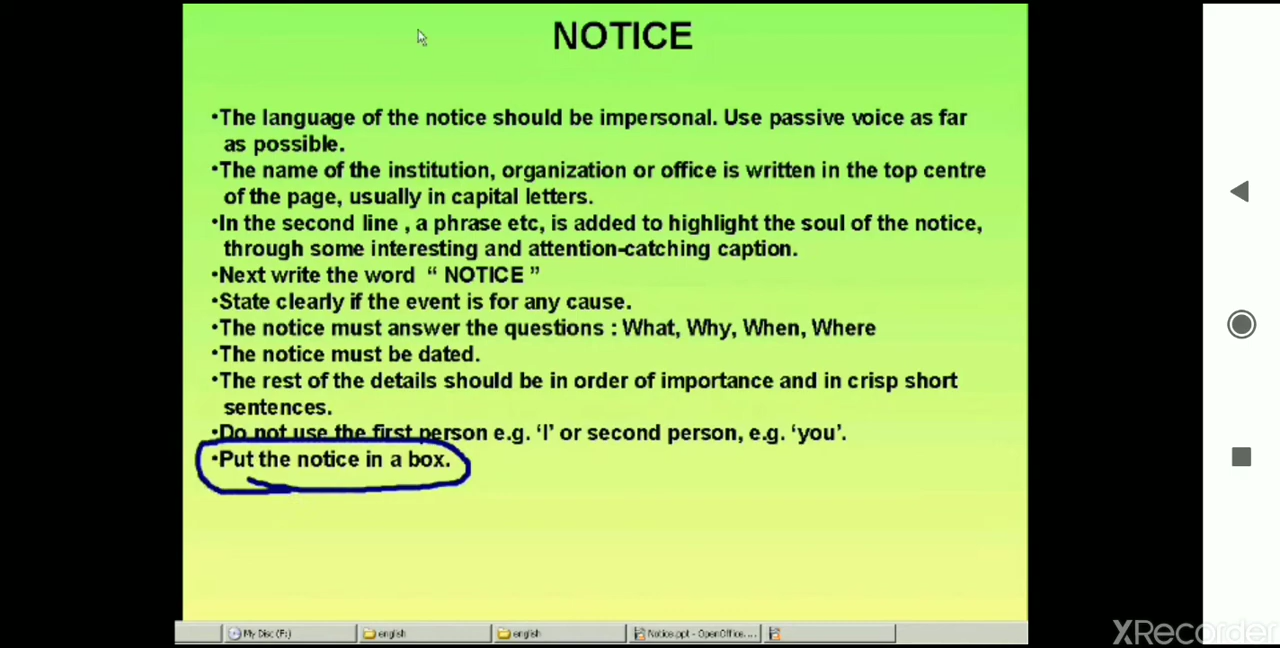 NOTICE
•The language of the notice should be impersonal. Use passive voice as far
as possible.
•The name of the institution, organization or office is written in the top centre
of the page, usually in capital letters.
•In the second line , a phrase etc, is added to highlight the soul of the notice,
through some interesting and attention-catching caption.
•Next write the word “ NOTICE ”
•State clearly if the event is for any cause.
•The notice must answer the questions : What, Why, When, Where
•The notice must be dated.
•The rest of the details should be in order of importance and in crisp short
sentences.
•Do not use the first person e.g. ‘I’ or second person, e.g. ‘you’.
•Put the notice in a box.
My Disc (F:) english english Notice.ppt - OpenOffice....
XRecorder